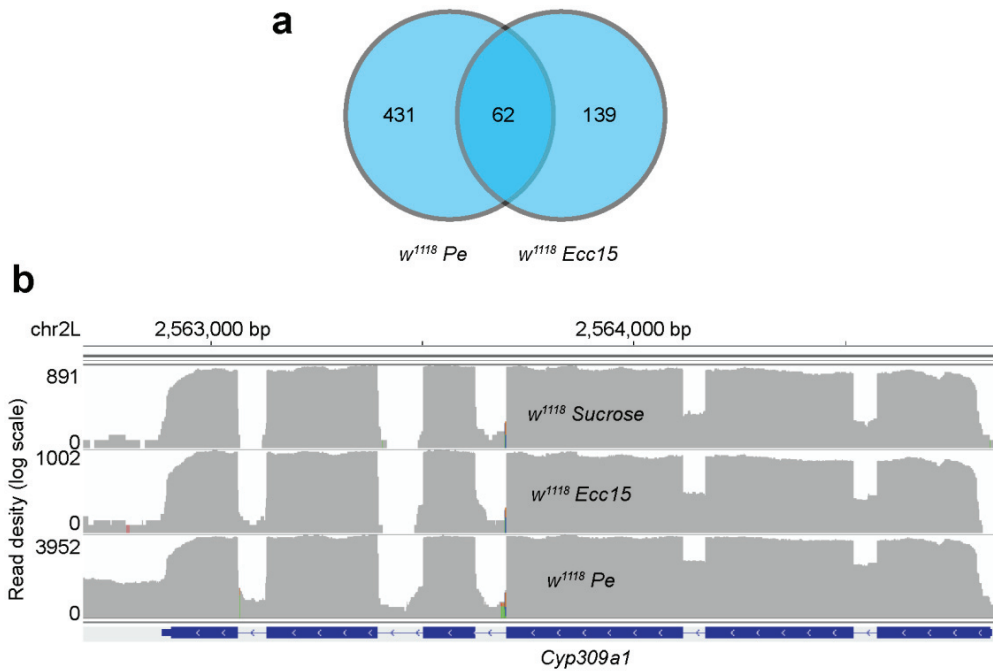 a
431 62 139
w1118 Pe w1118 Ecc15
b
chr2L 2,563,000 bp 2,564,000 bp
Read desity (log scale)
891
0
w1118 Sucrose
1002
0
w1118 Ecc15
3952
0
w1118 Pe
Cyp309a1